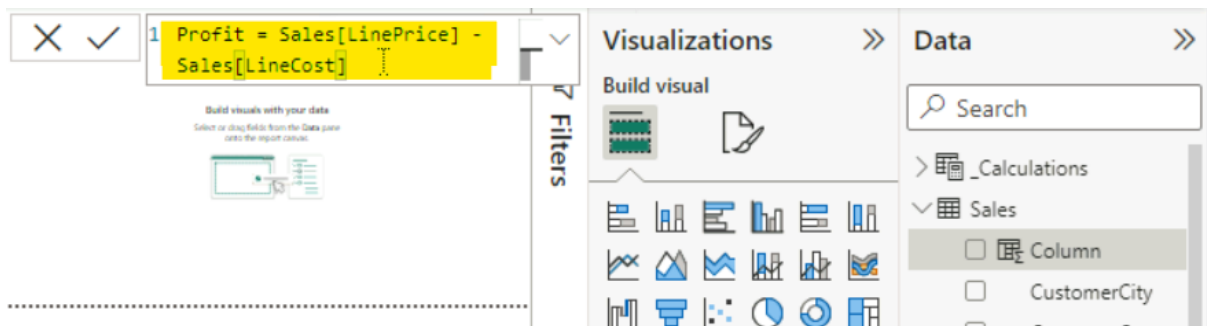 1 Profit = Sales[LinePrice] -
Sales[LineCost]
Build visuals with your data
Select or drag fields from the Data pane
onto the report canvas.
Filters
Visualizations
Build visual
Data
Search
_Calculations
Sales
Column
CustomerCity